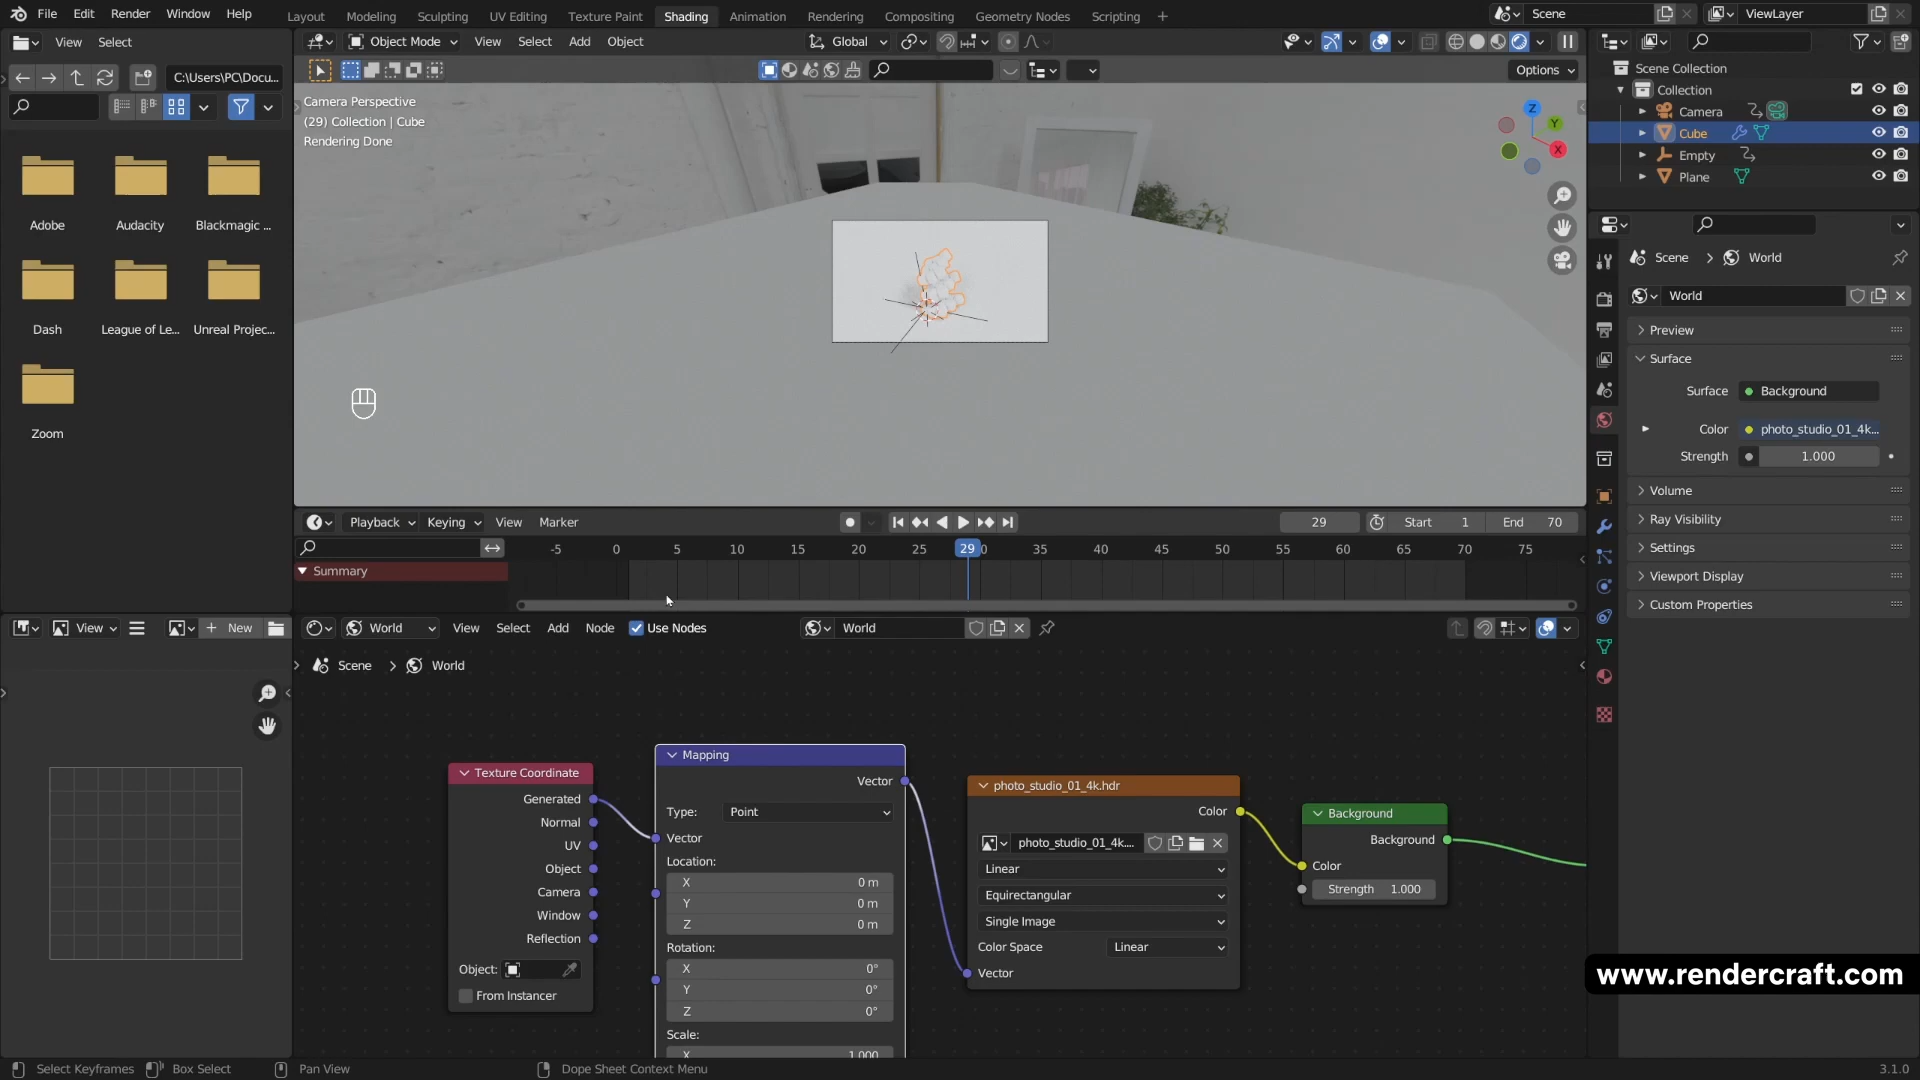 File Edit Render Window Help Layout Modeling Sculpting UV Editing Texture Paint Shading Animation Rendering Compositing Geometry Nodes Scripting + Scene ViewLayer
View Select Object Mode View Select Add Object Global
C:\Users\PC\Docu... Options
Camera Perspective
(29) Collection | Cube
Rendering Done
Z
Y
X
Adobe Audacity Blackmagic ...
Dash League of Le... Unreal Projec...
Zoom
Scene Collection
Collection
Camera
Cube
Empty
Plane
Scene > World
World
Preview
Surface
Surface Background
Color photo_studio_01_4k...
Strength 1.000
Volume
Ray Visibility
Settings
Viewport Display
Custom Properties
Playback Keying View Marker 29 Start 1 End 70
-5 0 5 10 15 20 25 29 0 35 40 45 50 55 60 65 70 75
Summary
View + New World View Select Add Node Use Nodes World
Scene > World
Texture Coordinate
Generated
Normal
UV
Object
Camera
Window
Reflection
Object:
From Instancer
Mapping
Vector
Type: Point
Vector
Location:
X 0 m
Y 0 m
Z 0 m
Rotation:
X 0°
Y 0°
Z 0°
Scale:
X 1.000
photo_studio_01_4k.hdr
Color
photo_studio_01_4k....
Linear
Equirectangular
Single Image
Color Space Linear
Vector
Background
Background
Color
Strength 1.000
www.rendercraft.com
Select Keyframes Box Select Pan View Dope Sheet Context Menu 3.1.0